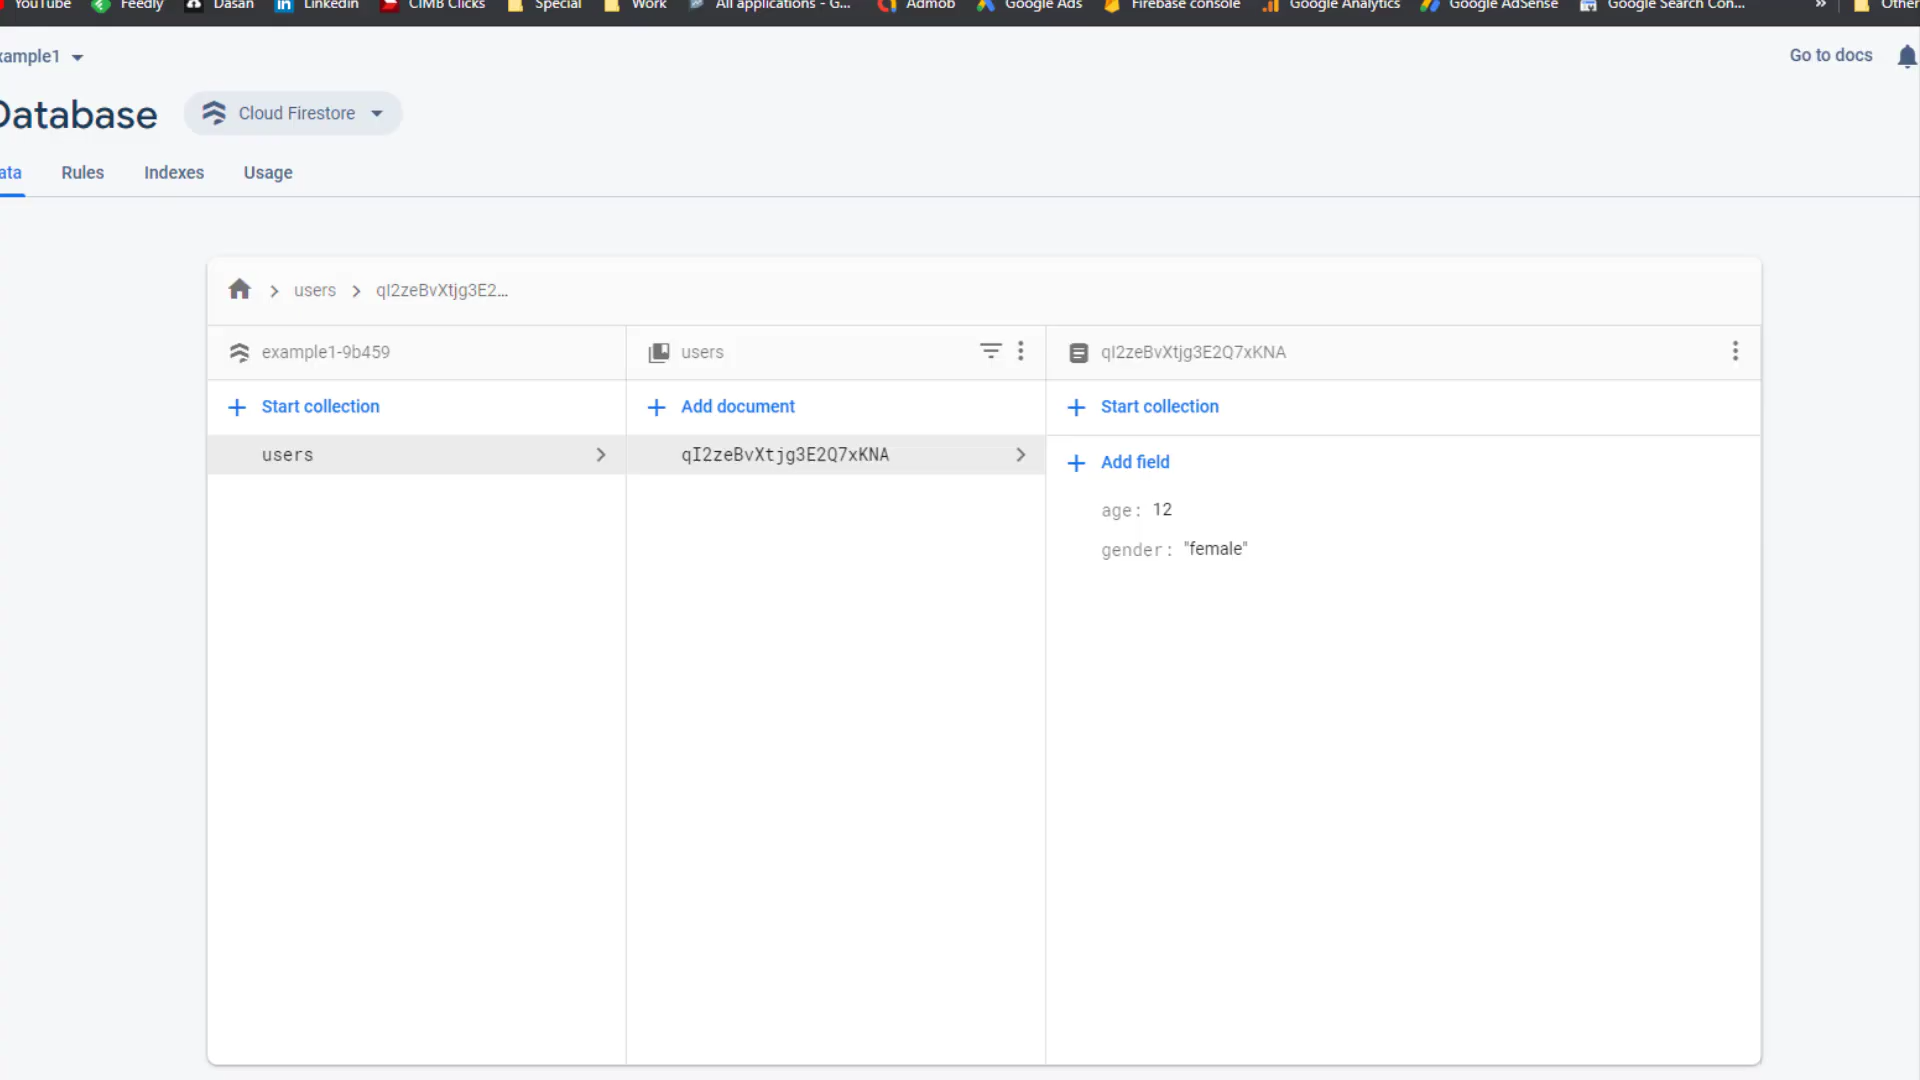 YouTube Feedly Dasan Linkedin CIMB Clicks Special Work All applications - G... Admob Google Ads Firebase console Google Analytics Google AdSense Google Search Con... » Other
xample1 Go to docs
Database Cloud Firestore
ata Rules Indexes Usage
users qI2zeBvXtjg3E2...
example1-9b459 users qI2zeBvXtjg3E2Q7xKNA
+ Start collection + Add document + Start collection
users qI2zeBvXtjg3E2Q7xKNA
+ Add field
age: 12
gender: "female"